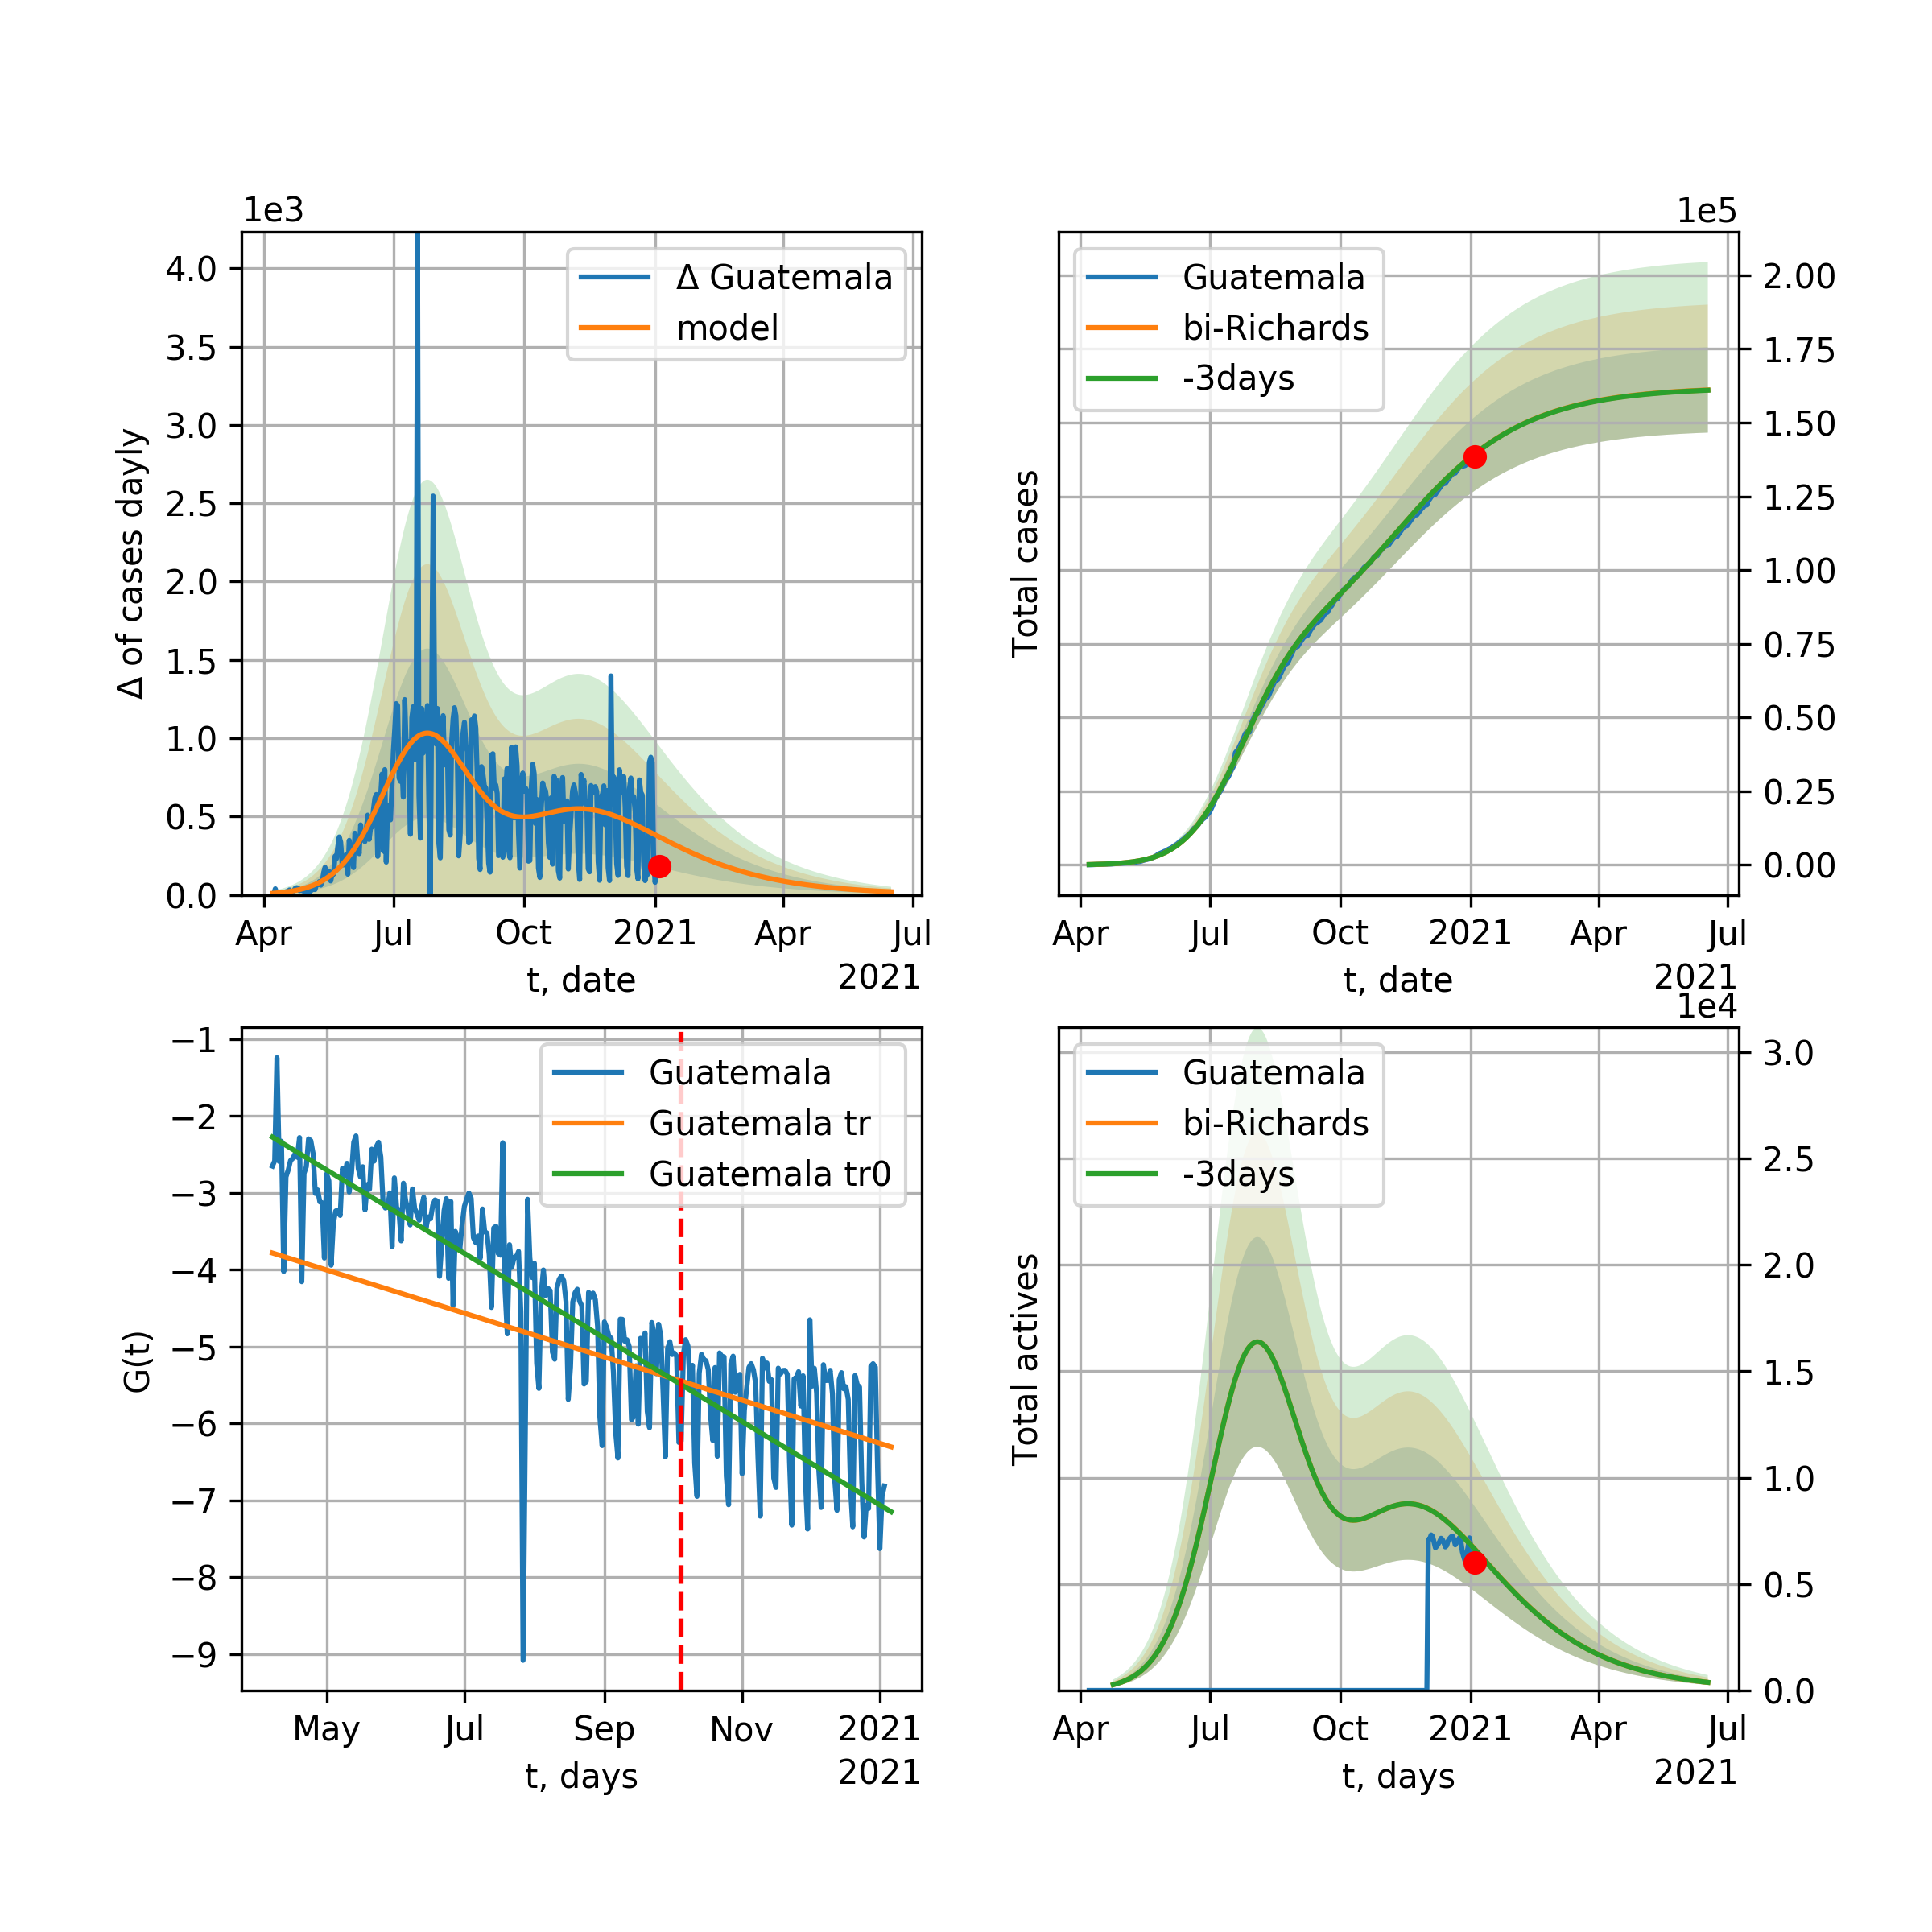 1e3
4.0
3.5
3.0
2.5
2.0
1.5
1.0
0.5
0.0
Δ of cases dayly
Δ Guatemala
model
Apr Jul Oct 2021 Apr Jul
t, date
2021
1e5
Guatemala
bi-Richards
-3days
Total cases
2.00
1.75
1.50
1.25
1.00
0.75
0.50
0.25
0.00
Apr Jul Oct 2021 Apr Jul
t, date
2021
−1
−2
−3
−4
−5
−6
−7
−8
−9
G(t)
Guatemala
Guatemala tr
Guatemala tr0
May Jul Sep Nov 2021
t, days
2021
1e4
Guatemala
bi-Richards
-3days
Total actives
3.0
2.5
2.0
1.5
1.0
0.5
0.0
Apr Jul Oct 2021 Apr Jul
t, days
2021